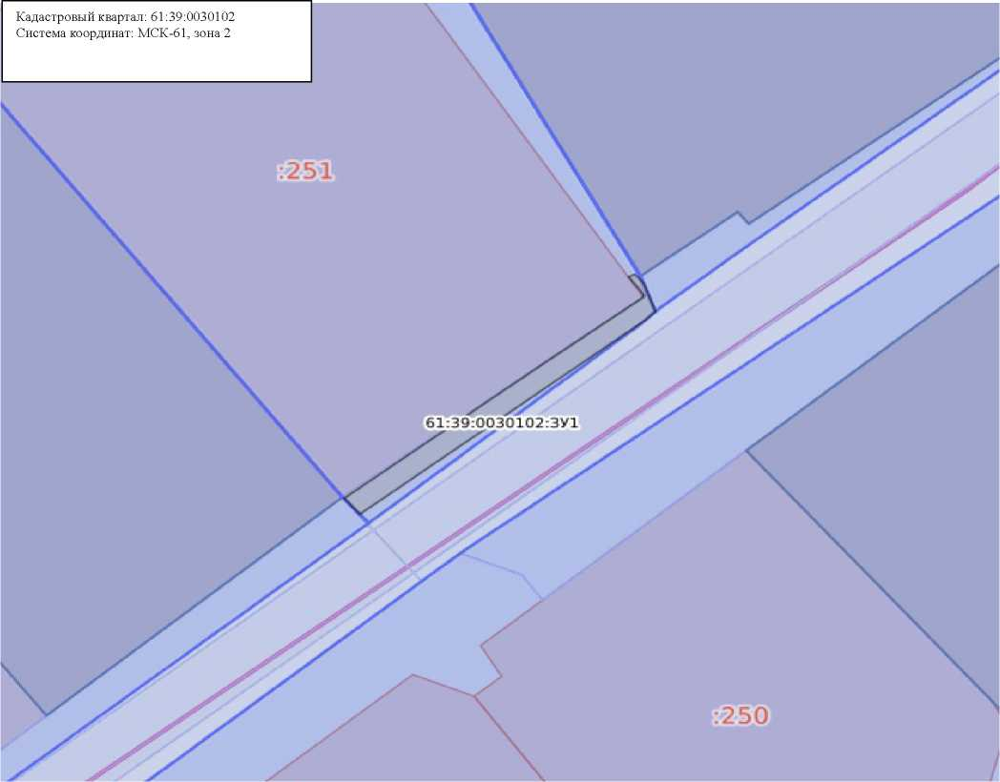 Кадастровый квартал: 61:39:0030102
Система координат: МСК-61, зона 2
:251
61:39:0030102:ЗУ1
:250